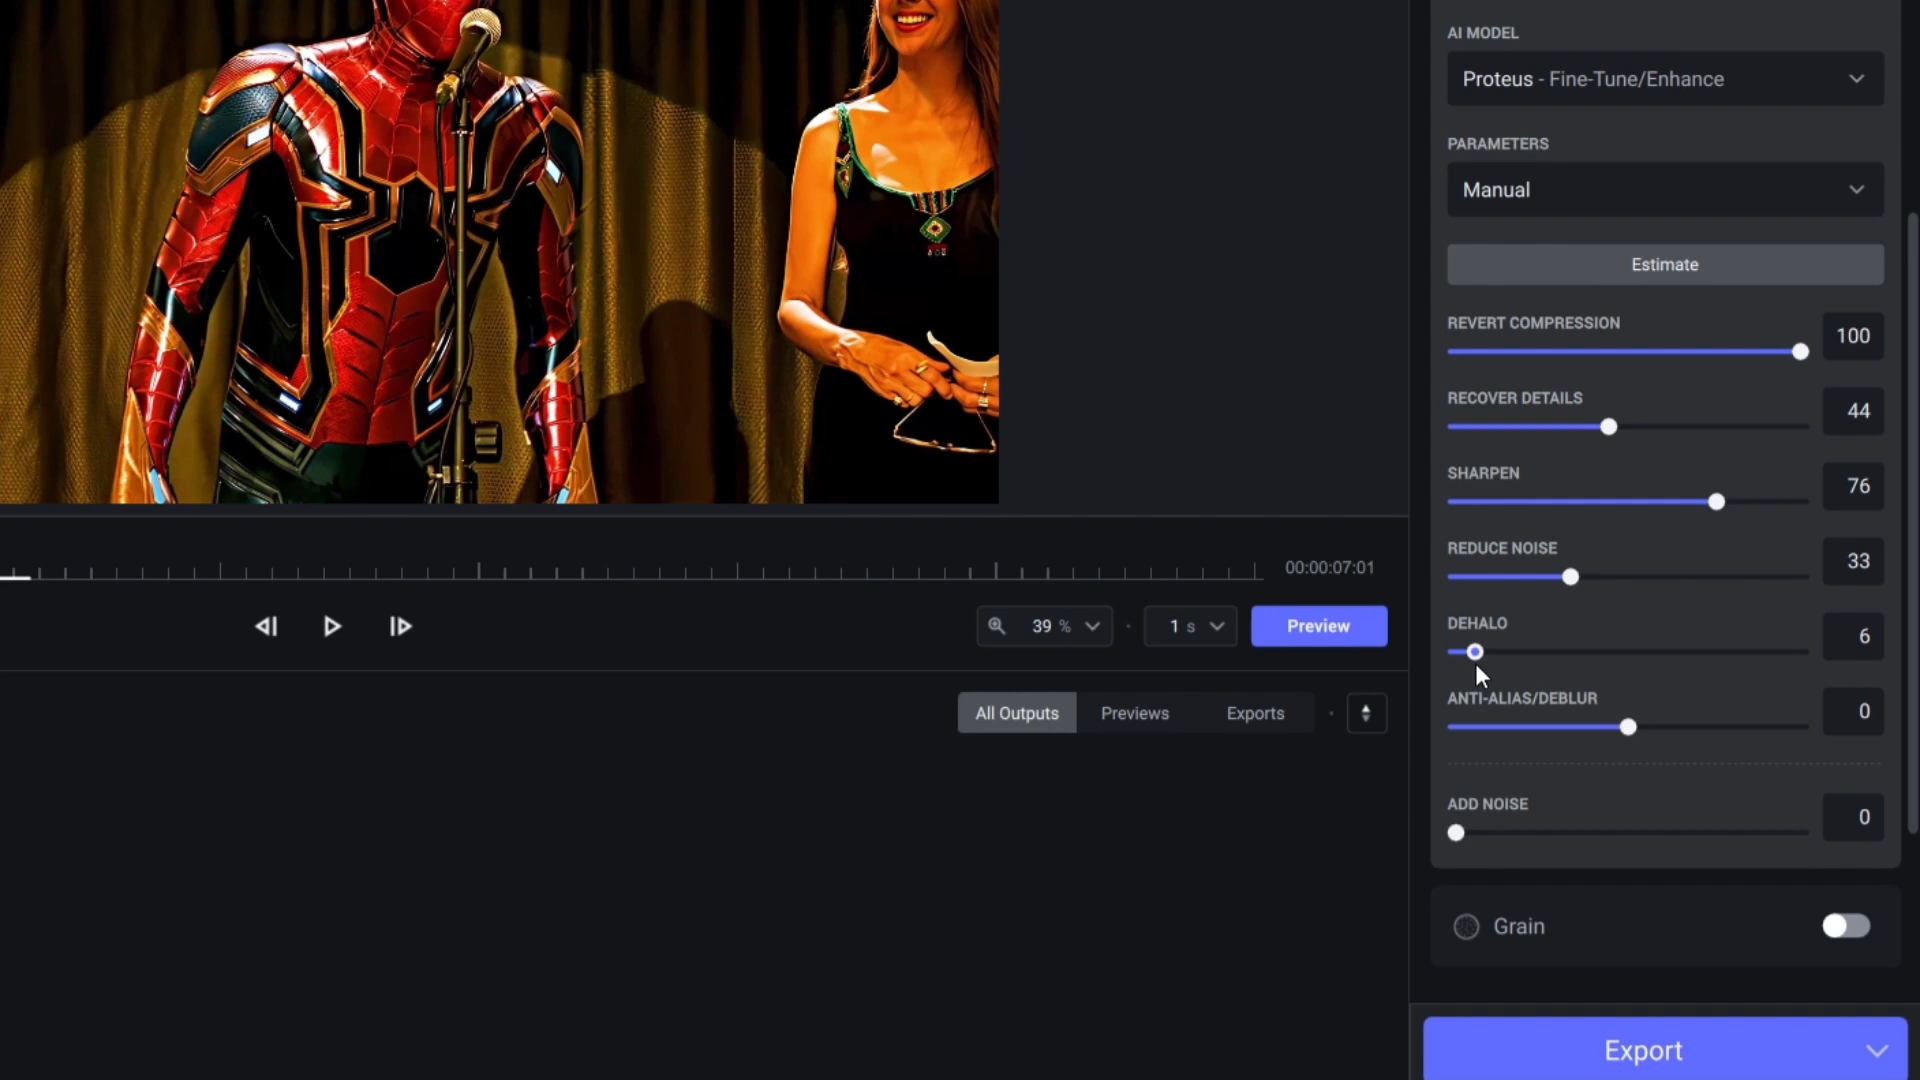 AI MODEL
Proteus - Fine-Tune/Enhance
PARAMETERS
Manual
Estimate
REVERT COMPRESSION
100
RECOVER DETAILS
44
SHARPEN
76
REDUCE NOISE
33
DEHALO
6
ANTI-ALIAS/DEBLUR
0
ADD NOISE
0
Grain
Export
00:00:07:01
39 %
1 s
Preview
All Outputs
Previews
Exports